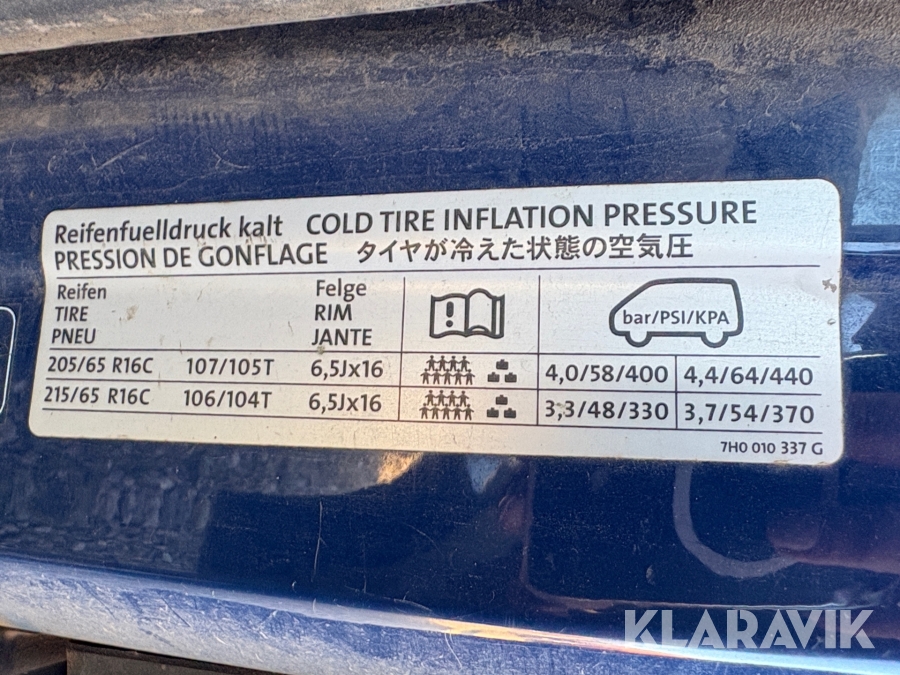 Reifenfuelldruck kalt COLD TIRE INFLATION PRESSURE
PRESSION DE GONFLAGE タイヤが冷えた状態の空気圧
Reifen
TIRE
PNEU
Felge
RIM
JANTE
bar/PSI/KPA
205/65 R16C 107/105T 6,5Jx16 4,0/58/400 4,4/64/440
215/65 R16C 106/104T 6,5Jx16 3,3/48/330 3,7/54/370
7H0 010 337 G
KLARAVIK